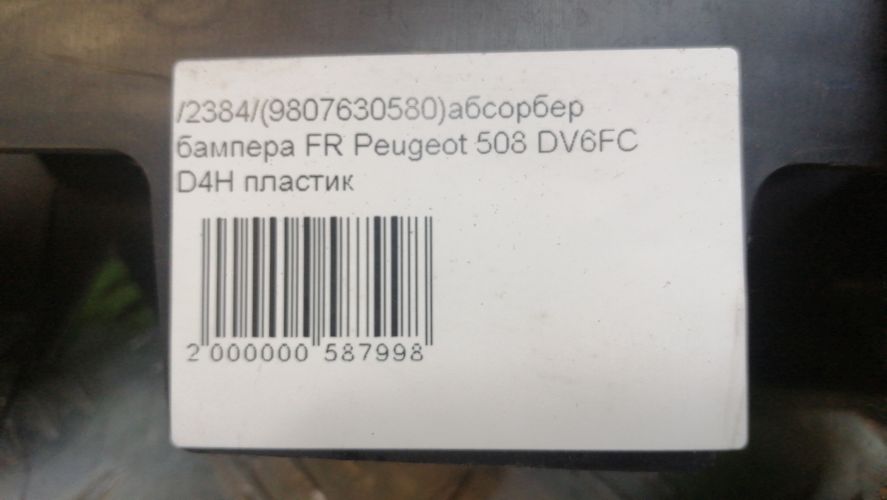 /2384/(9807630580)абсорбер
бампера FR Peugeot 508 DV6FC
D4H пластик
2 000000 587998